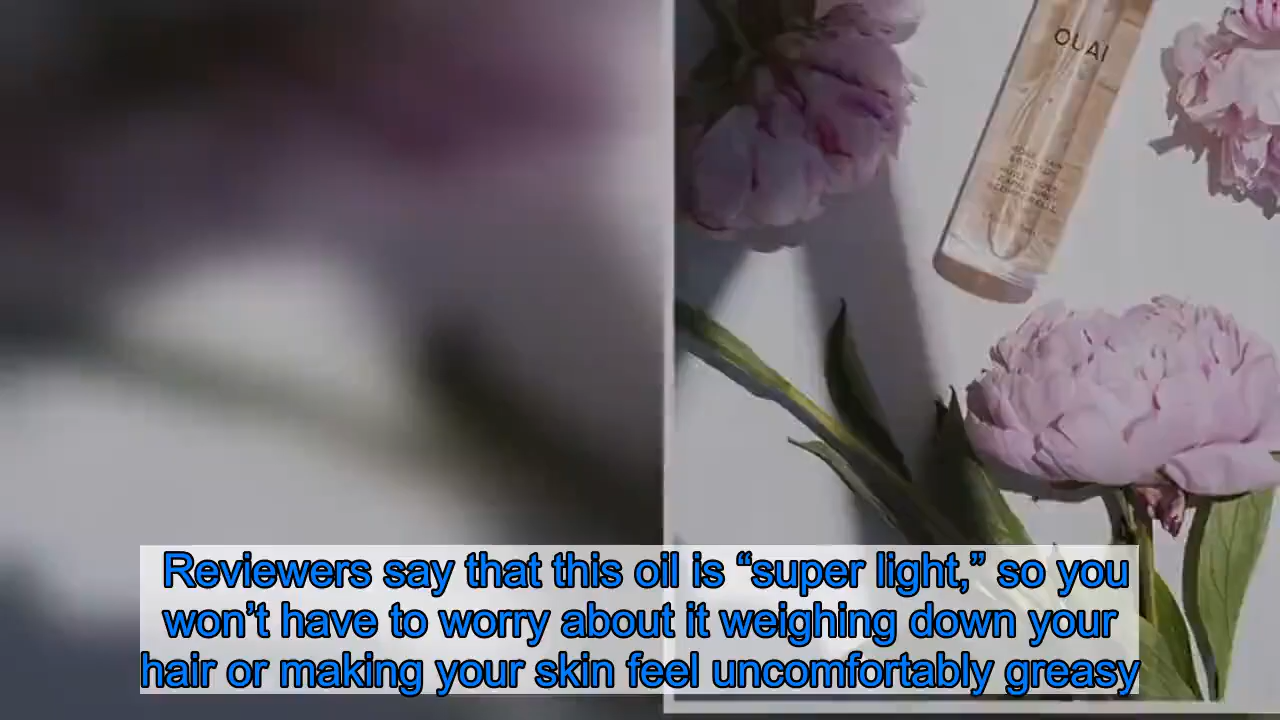 OUAI
Reviewers say that this oil is “super light,” so you
won’t have to worry about it weighing down your
hair or making your skin feel uncomfortably greasy